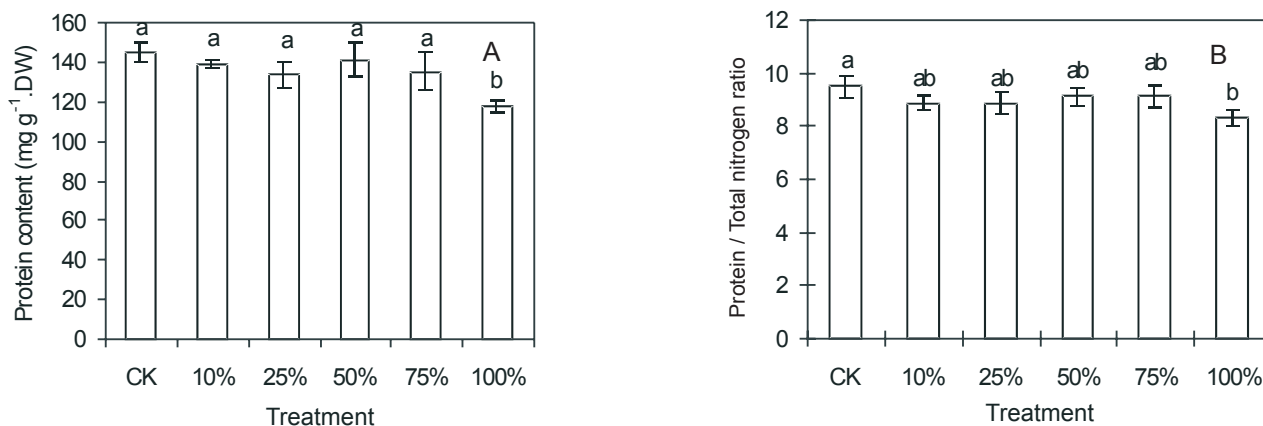 160
140
120
100
80
60
40
20
0
Protein content (mg g⁻¹.DW)
a a a a a b
A
CK 10% 25% 50% 75% 100%
Treatment
12
10
8
6
4
2
0
Protein / Total nitrogen ratio
a ab ab ab ab b
B
CK 10% 25% 50% 75% 100%
Treatment